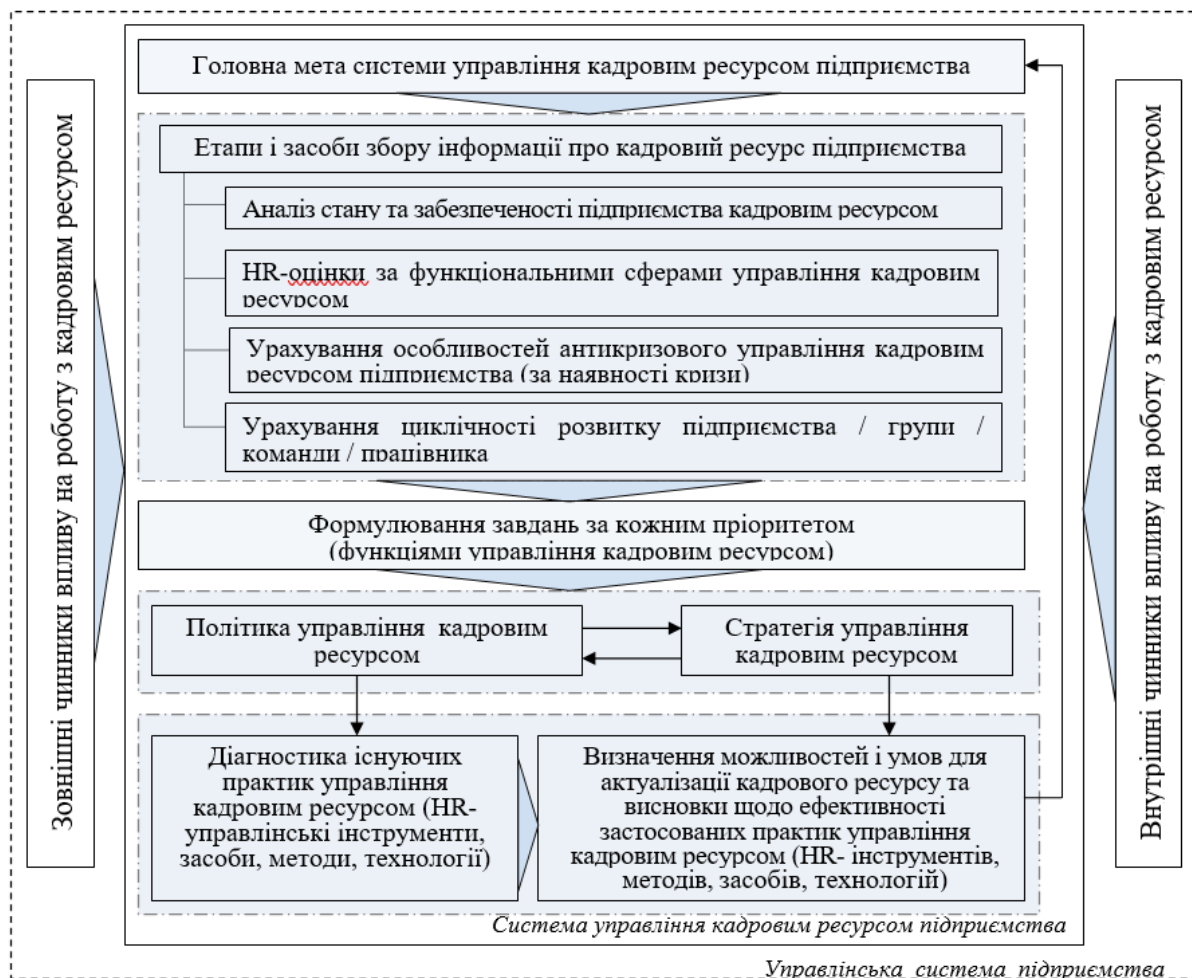 Зовнішні чинники впливу на роботу з кадровим ресурсом
Головна мета системи управління кадровим ресурсом підприємства
Етапи і засоби збору інформації про кадровий ресурс підприємства
Аналіз стану та забезпеченості підприємства кадровим ресурсом
HR-оцінки за функціональними сферами управління кадровим
ресурсом
Урахування особливостей антикризового управління кадровим
ресурсом підприємства (за наявності кризи)
Урахування циклічності розвитку підприємства / групи /
команди / працівника
Формулювання завдань за кожним пріоритетом
(функціями управління кадровим ресурсом)
Політика управління кадровим
ресурсом
Стратегія управління
кадровим ресурсом
Діагностика існуючих
практик управління
кадровим ресурсом (HR-
управлінські інструменти,
засоби, методи, технології)
Визначення можливостей і умов для
актуалізації кадрового ресурсу та
висновки щодо ефективності
застосованих практик управління
кадровим ресурсом (HR- інструментів,
методів, засобів, технологій)
Система управління кадровим ресурсом підприємства
Управлінська система підприємства
Внутрішні чинники впливу на роботу з кадровим ресурсом